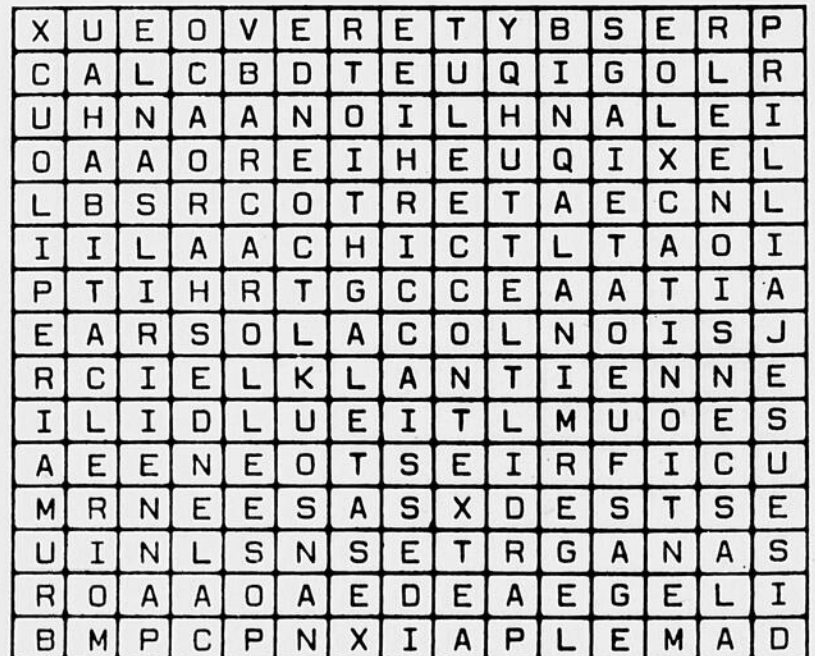 X U E O V E R E T Y B S E R P
C A L C B D T E U Q I G O L R
U H N A A N O I L H N A L E I
O A A O R E I H E U Q I X E L
L B S R C O T R E T A E C N L
I I L A A C H I C T L T A O I
P T I H R T G C C E A A T I A
E A R S O L A C O L N O I S J
R C I E L K L A N T I E N N E
I L I D L U E I T L M U O E S
A E E N E O T S E I R F I C U
M R N E E S A S X D E S T S E
U I N L S N S E T R G A N A S
R O A A O A E D E A E G E L I
B M P C P N X I A P L E M A D